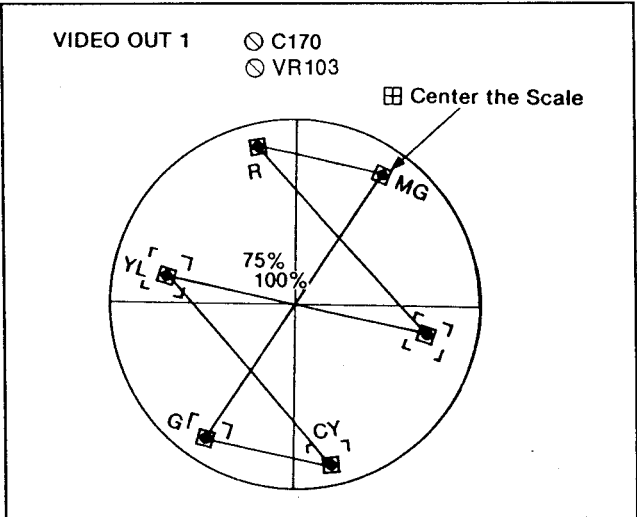 VIDEO OUT 1
C170
VR103
Center the Scale
R
MG
YL
75%
100%
G
CY